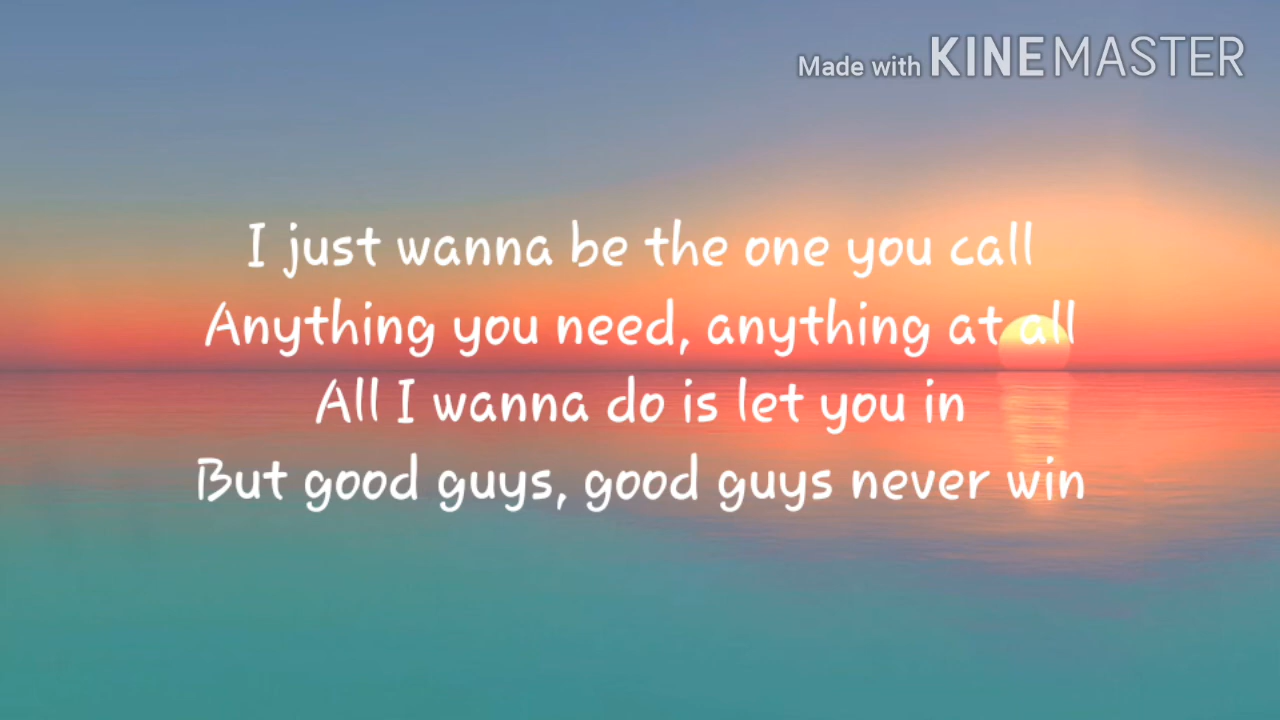 Made with KINEMASTER
I just wanna be the one you call
Anything you need, anything at all
All I wanna do is let you in
But good guys, good guys never win